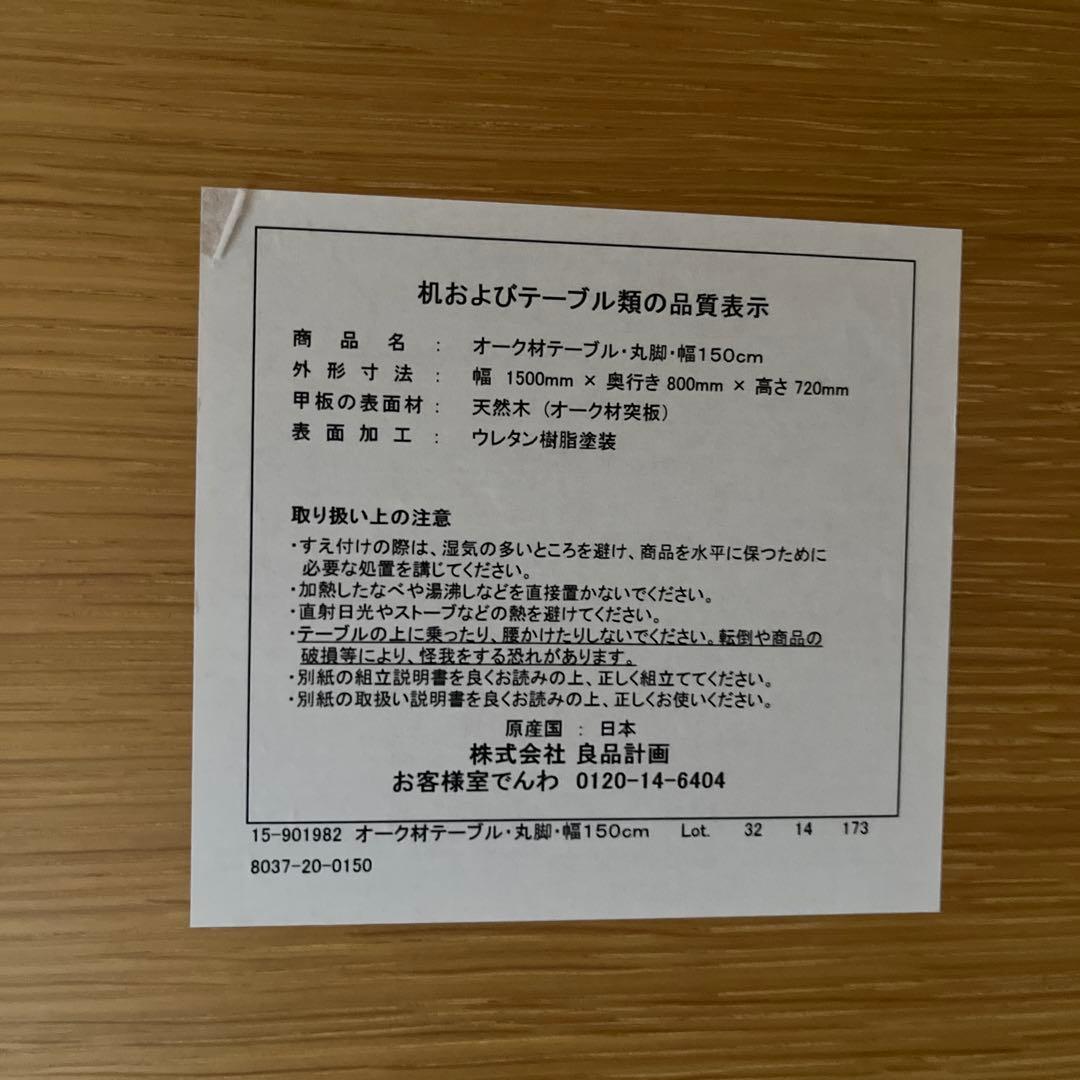 机およびテーブル類の品質表示
商品名： オーク材テーブル・丸脚・幅150cm
外形寸法： 幅 1500mm × 奥行き 800mm × 高さ 720mm
甲板の表面材： 天然木 (オーク材突板)
表面加工： ウレタン樹脂塗装
取り扱い上の注意
・すえ付けの際は、湿気の多いところを避け、商品を水平に保つために
必要な処置を講じてください。
・加熱したなべや湯沸しなどを直接置かないでください。
・直射日光やストーブなどの熱を避けてください。
・テーブルの上に乗ったり、腰かけたりしないでください。転倒や商品の
破損等により、怪我をする恐れがあります。
・別紙の組立説明書を良くお読みの上、正しく組立ててください。
・別紙の取扱い説明書を良くお読みの上、正しくお使いください。
原産国 ： 日本
株式会社 良品計画
お客様室でんわ 0120-14-6404
15-901982 オーク材テーブル・丸脚・幅150cm Lot. 32 14 173
8037-20-0150